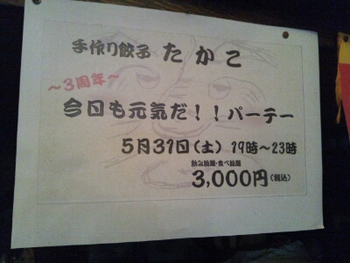 手作り餃子 たかこ
～3周年～
今日も元気だ！！パーテー
5月31日(土) 19時～23時
飲み放題・食べ放題
3,000円(税込)